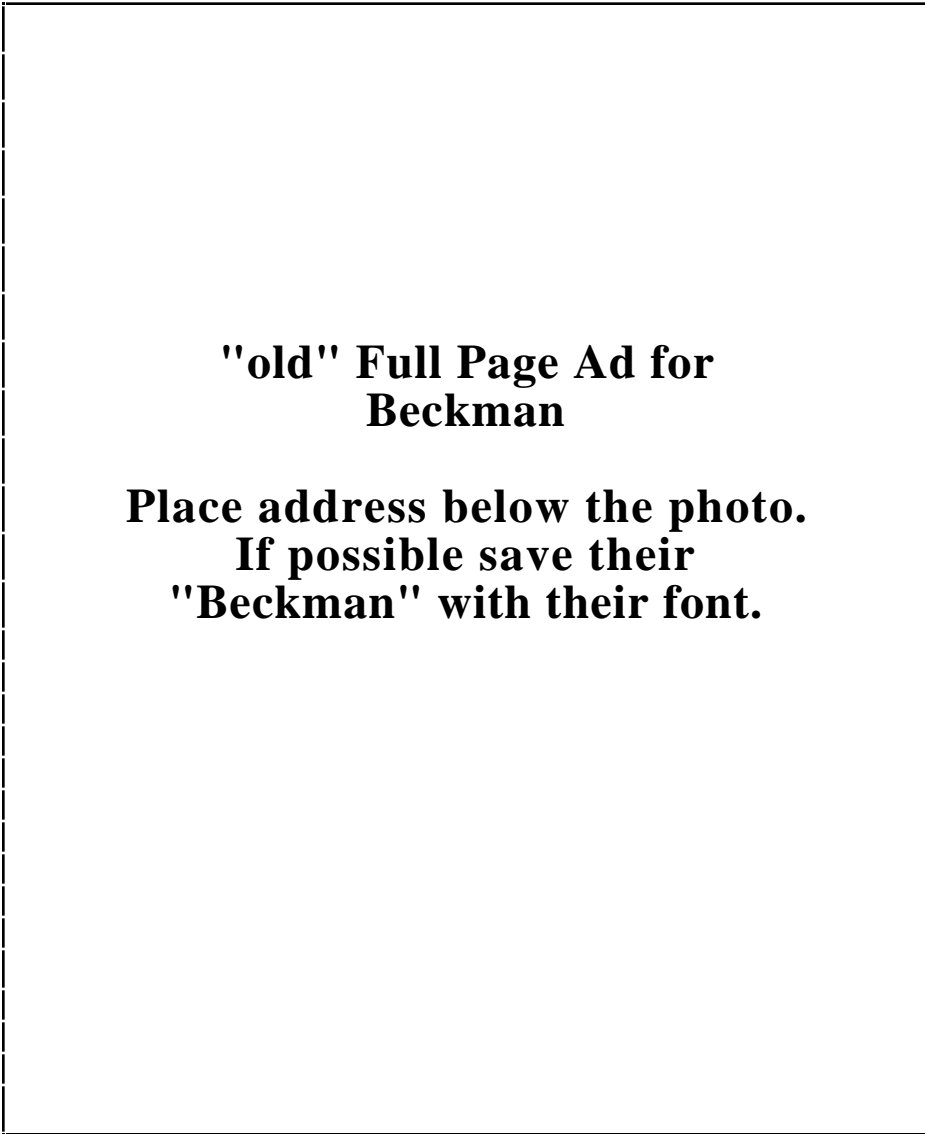 "old" Full Page Ad for
Beckman
Place address below the photo.
If possible save their
"Beckman" with their font.